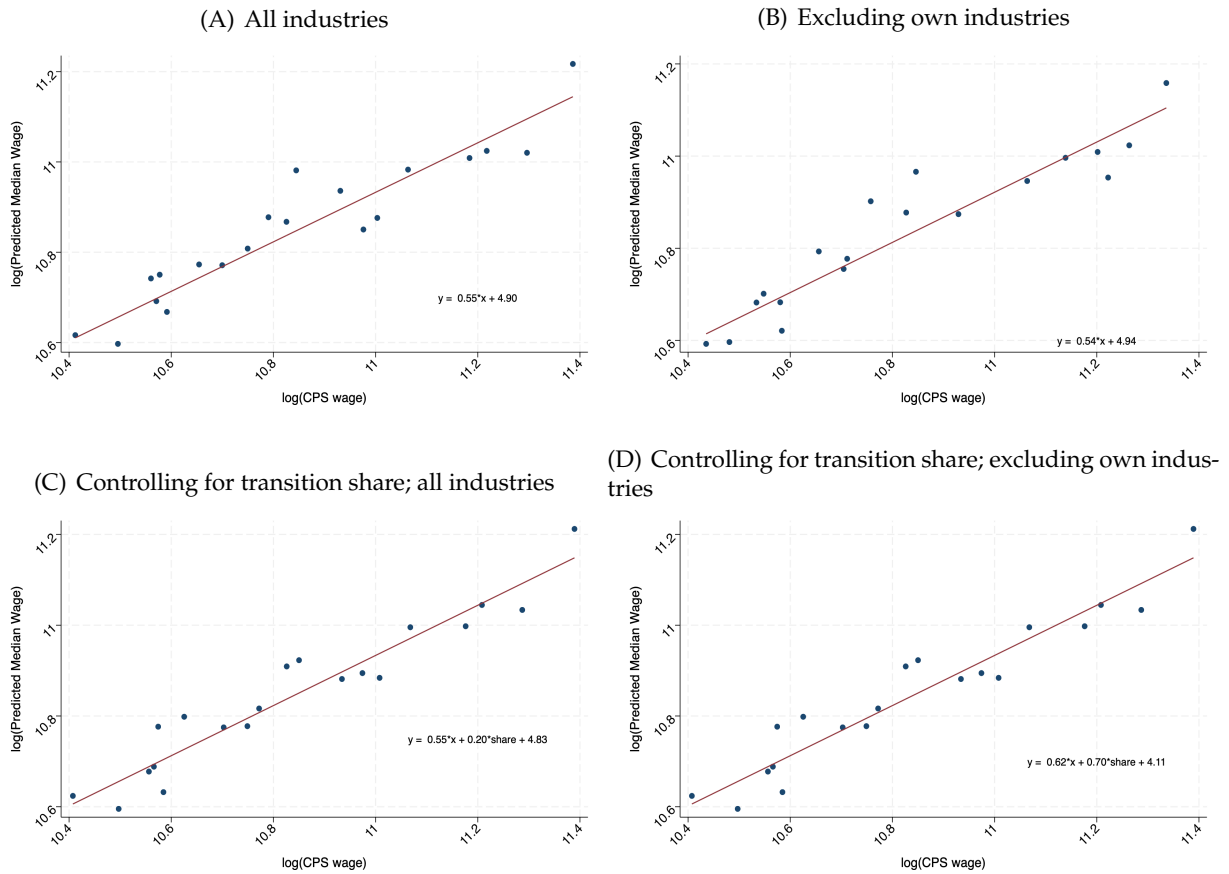 (A) All industries
log(Predicted Median Wage)
11.2
11
10.8
10.6
y = 0.55*x + 4.90
10.4
10.6
10.8
11
11.2
11.4
log(CPS wage)
(B) Excluding own industries
log(Predicted Median Wage)
11.2
11
10.8
10.6
y = 0.54*x + 4.94
10.4
10.6
10.8
11
11.2
11.4
log(CPS wage)
(C) Controlling for transition share; all industries
log(Predicted Median Wage)
11.2
11
10.8
10.6
y = 0.55*x + 0.20*share + 4.83
10.4
10.6
10.8
11
11.2
11.4
log(CPS wage)
(D) Controlling for transition share; excluding own indus-
tries
log(Predicted Median Wage)
11.2
11
10.8
10.6
y = 0.62*x + 0.70*share + 4.11
10.4
10.6
10.8
11
11.2
11.4
log(CPS wage)